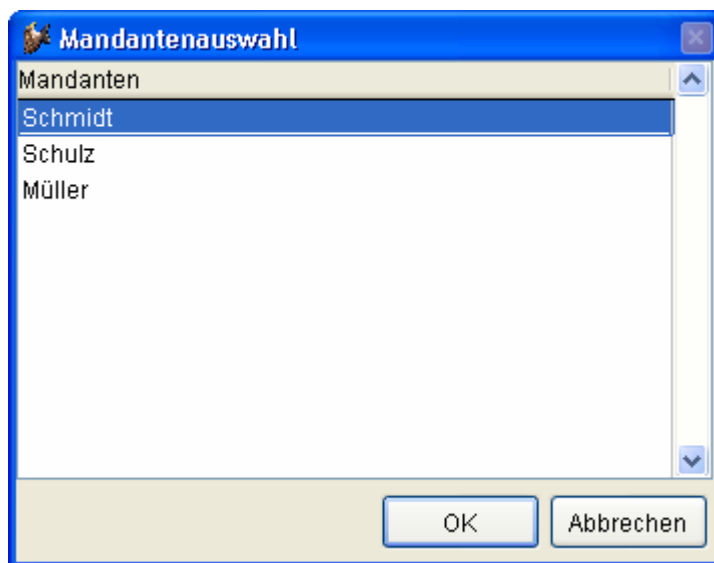 Mandantenauswahl
Mandanten
Schmidt
Schulz
Müller
OK
Abbrechen